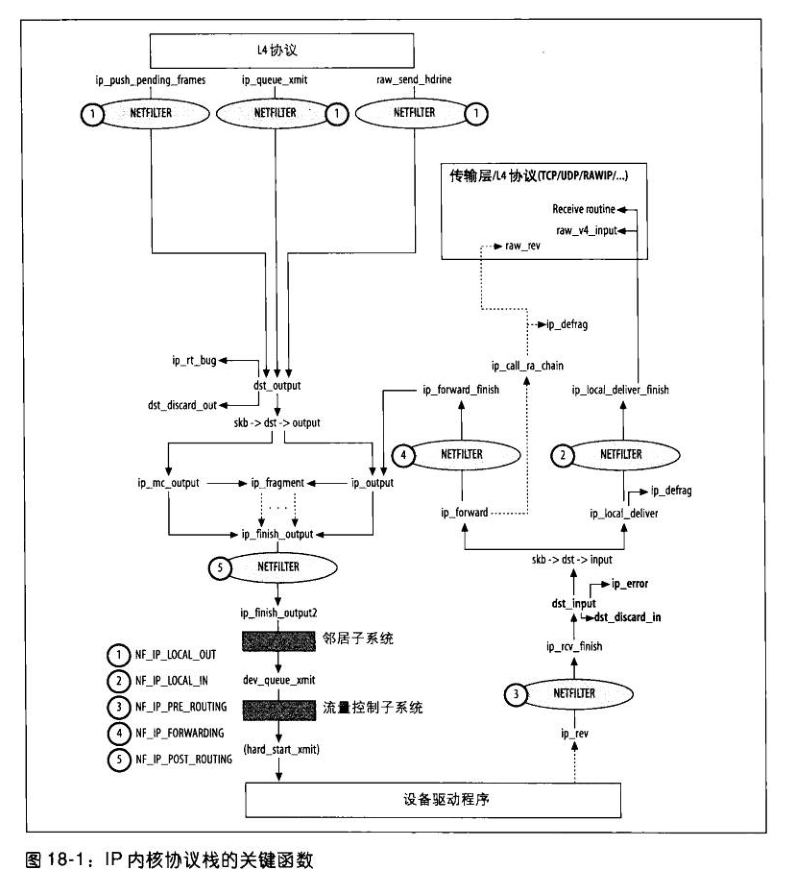 L4协议
ip_push_pending_frames
ip_queue_xmit
raw_send_hdrine
1
NETFILTER
NETFILTER
1
NETFILTER
1
传输层/L4 协议(TCP/UDP/RAWIP/...)
Receive routine
raw_v4_input
raw_rev
ip_defrag
ip_call_ra_chain
ip_rt_bug
dst_output
dst_discard_out
skb -> dst -> output
ip_forward_finish
ip_local_deliver_finish
4
NETFILTER
2
NETFILTER
ip_mc_output
ip_fragment
ip_output
...
ip_defrag
ip_forward
ip_local_deliver
ip_finish_output
skb -> dst -> input
5
NETFILTER
ip_error
dst_input
dst_discard_in
ip_finish_output2
邻居子系统
ip_rcv_finish
1 NF_IP_LOCAL_OUT
2 NF_IP_LOCAL_IN
3 NF_IP_PRE_ROUTING
4 NF_IP_FORWARDING
5 NF_IP_POST_ROUTING
dev_queue_xmit
流量控制子系统
(hard_start_xmit)
3
NETFILTER
ip_rev
设备驱动程序
图 18-1：IP 内核协议栈的关键函数